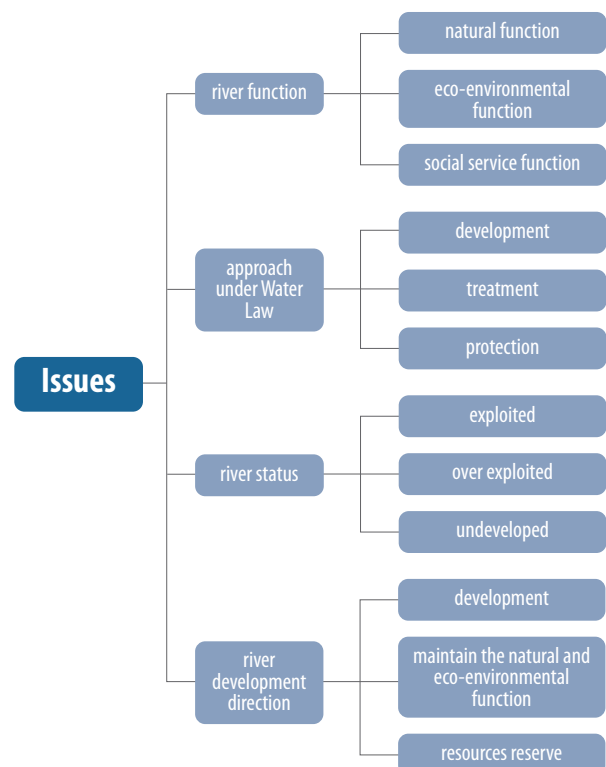 Issues
river function
natural function
eco-environmental
function
social service function
approach
under Water
Law
development
treatment
protection
river status
exploited
over exploited
undeveloped
river
development
direction
development
maintain the natural and
eco-environmental
function
resources reserve